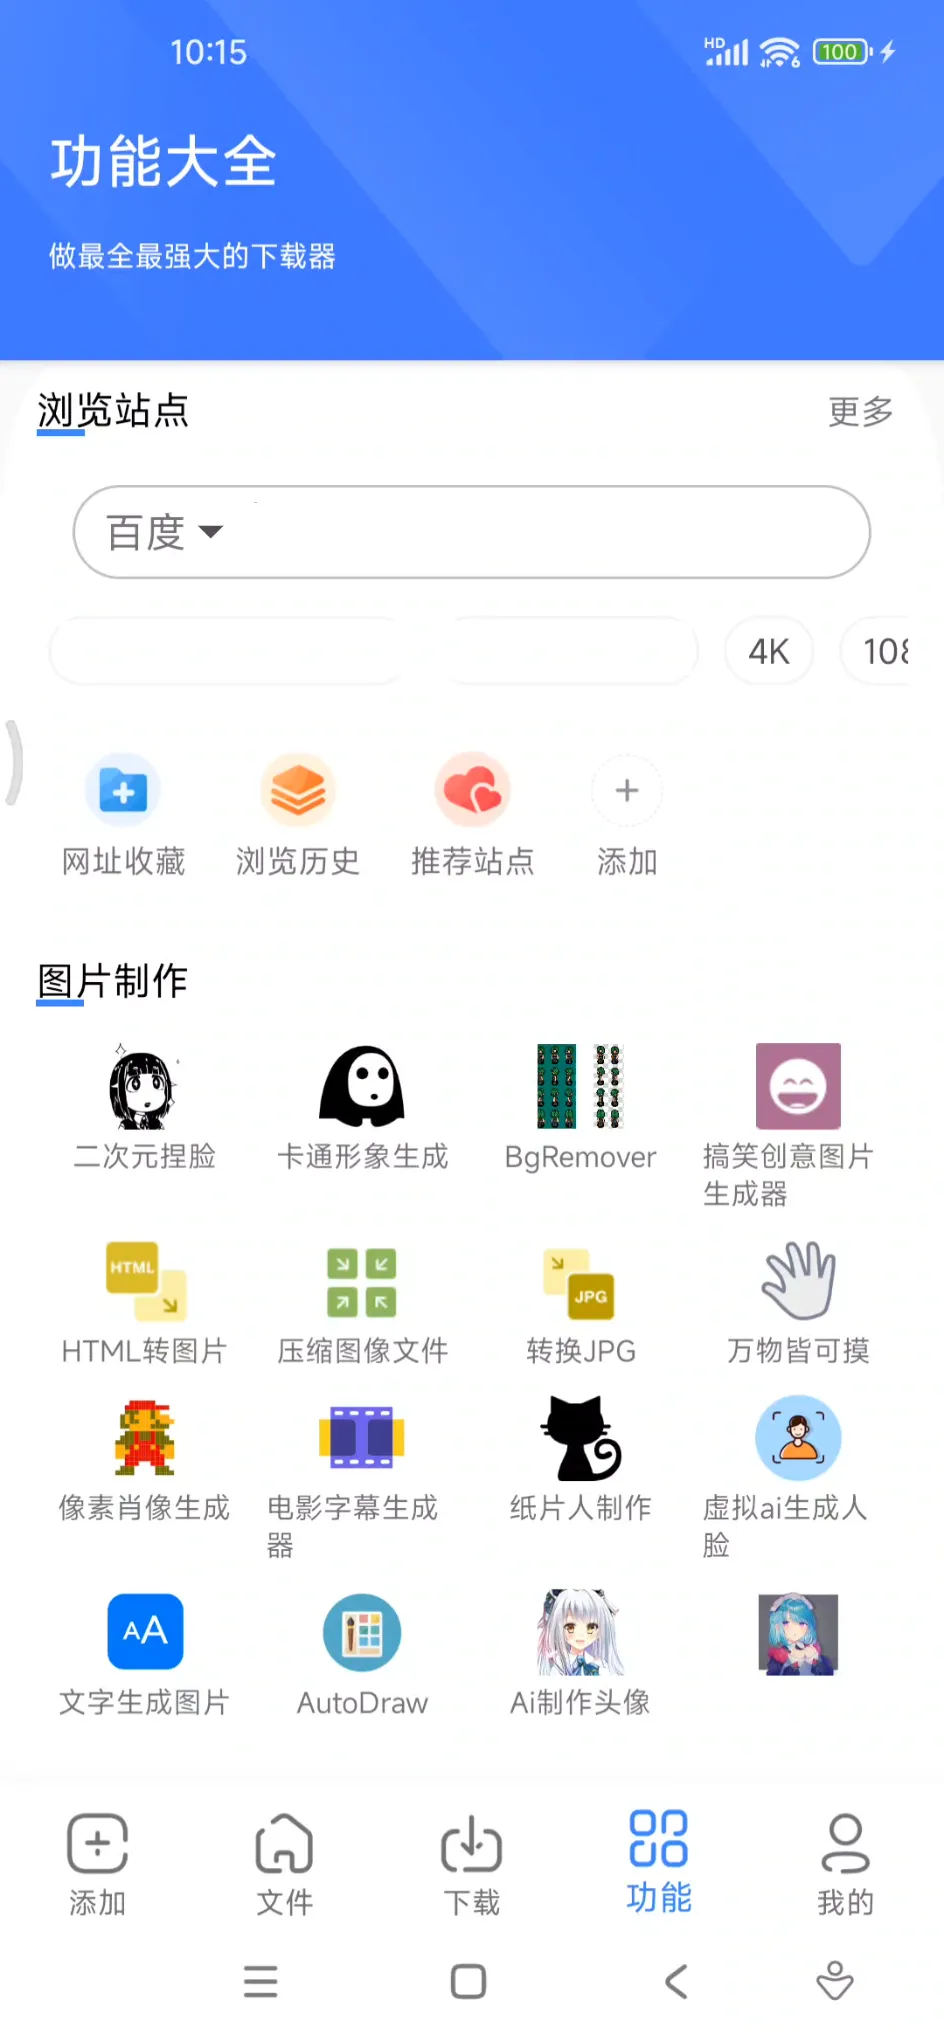 10:15
HD
6
100
功能大全
做最全最强大的下载器
浏览站点
更多
百度
4K
108
网址收藏
浏览历史
推荐站点
添加
图片制作
二次元捏脸
卡通形象生成
BgRemover
搞笑创意图片
生成器
HTML
JPG
HTML转图片
压缩图像文件
转换JPG
万物皆可摸
像素肖像生成
电影字幕生成
器
纸片人制作
虚拟ai生成人
脸
AA
文字生成图片
AutoDraw
Ai制作头像
添加
文件
下载
功能
我的